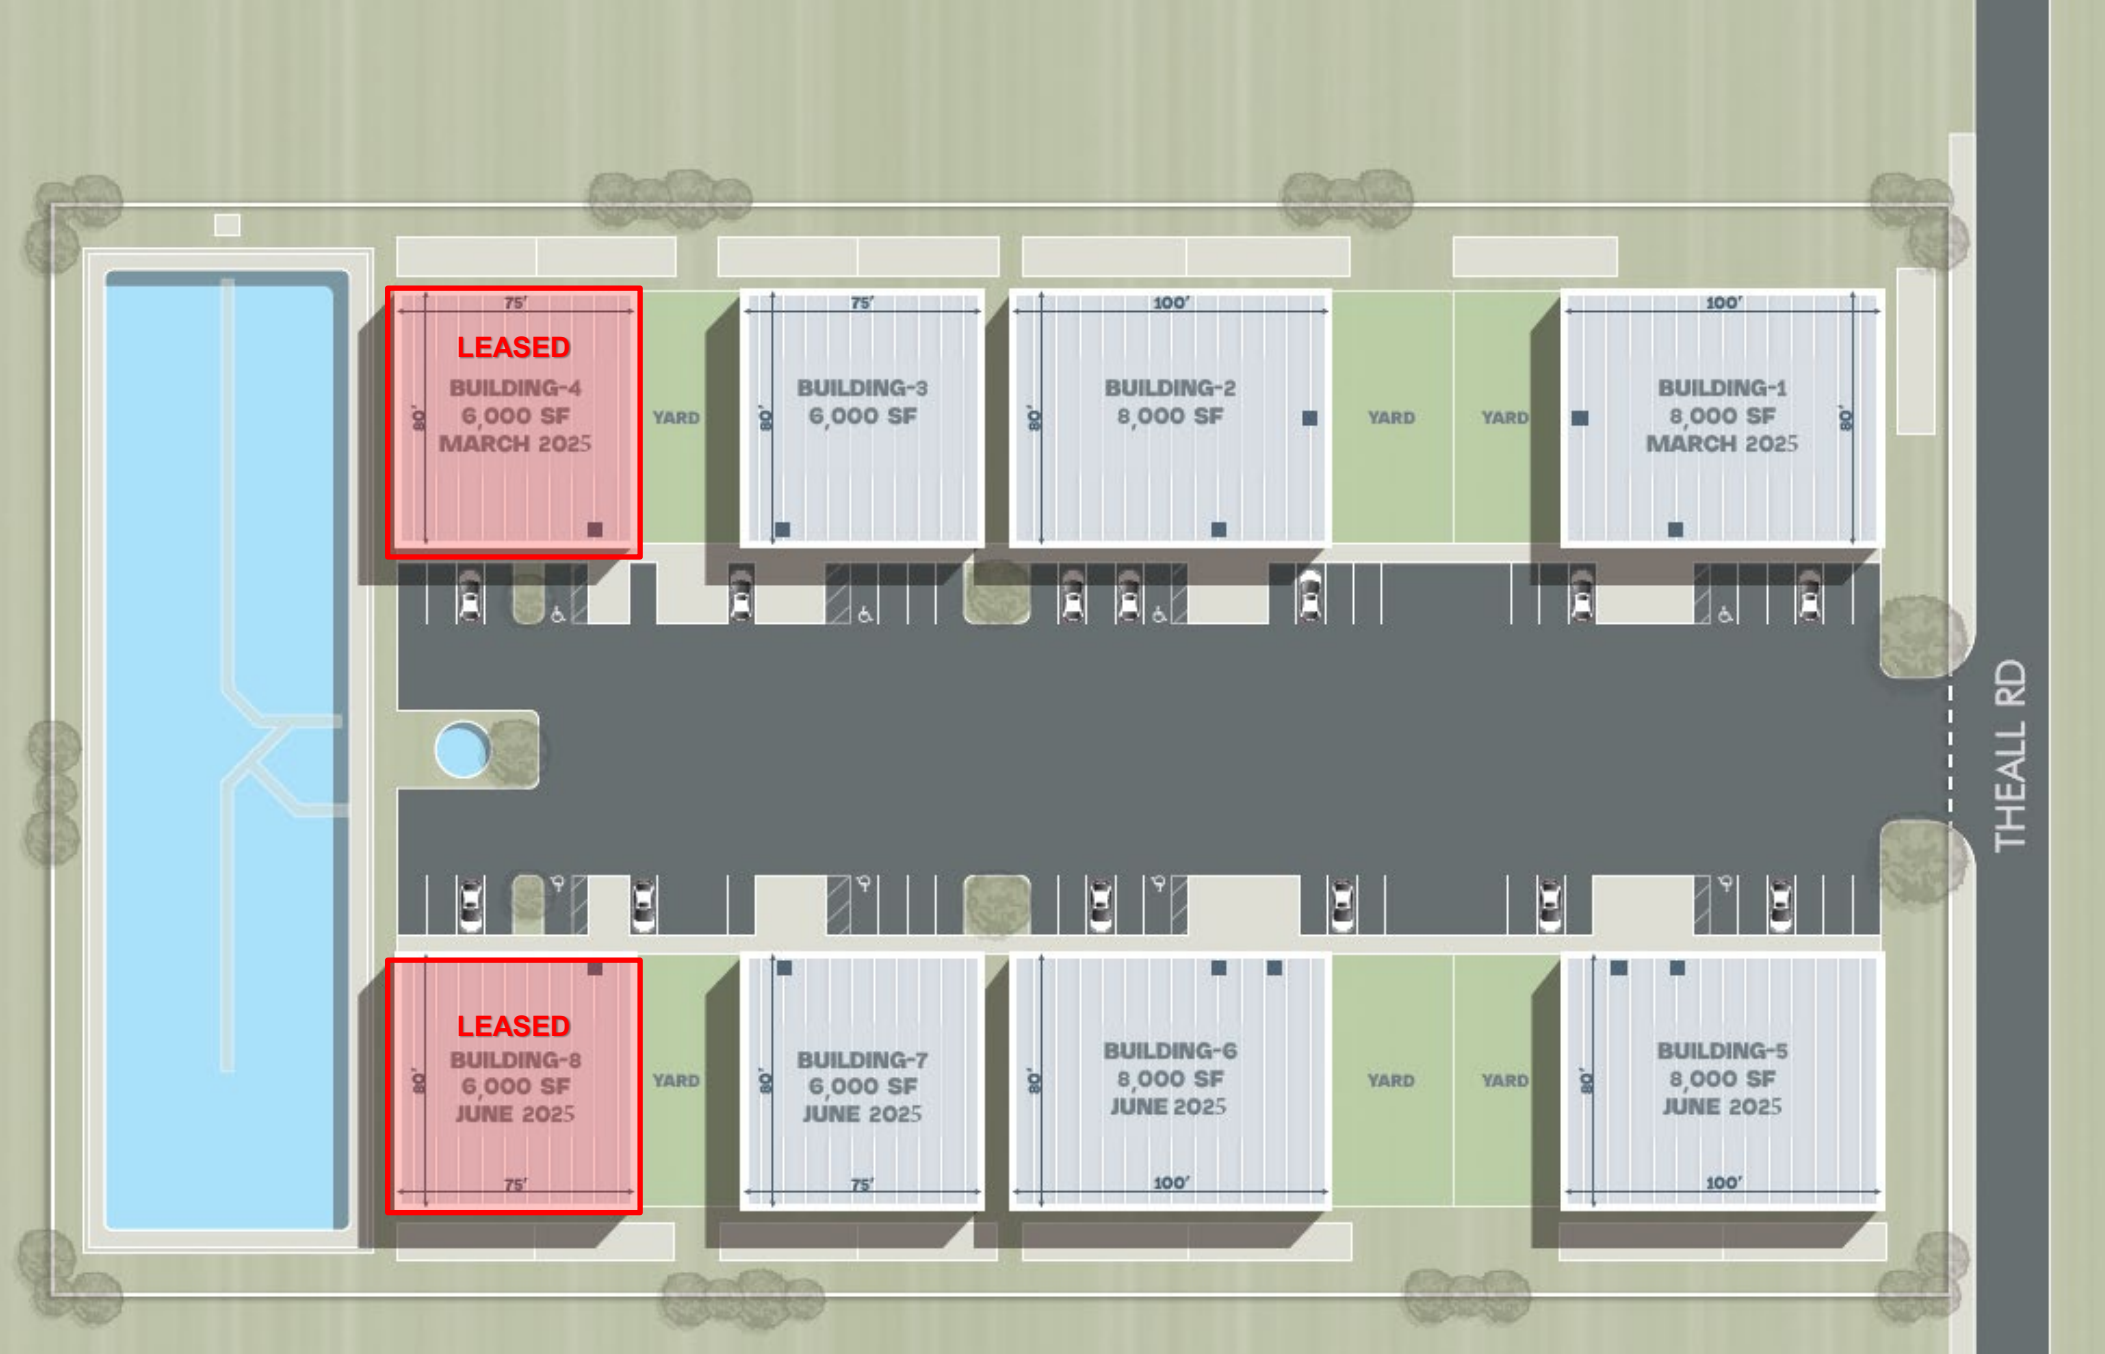 75'
LEASED
BUILDING-4
6,000 SF
MARCH 2025
80'
YARD
75'
BUILDING-3
6,000 SF
80'
100'
BUILDING-2
8,000 SF
80'
YARD
YARD
100'
BUILDING-1
8,000 SF
MARCH 2025
80'
THEALL RD
LEASED
BUILDING-8
6,000 SF
JUNE 2025
80'
75'
YARD
BUILDING-7
6,000 SF
JUNE 2025
80'
75'
BUILDING-6
8,000 SF
JUNE 2025
80'
100'
YARD
YARD
BUILDING-5
8,000 SF
JUNE 2025
80'
100'